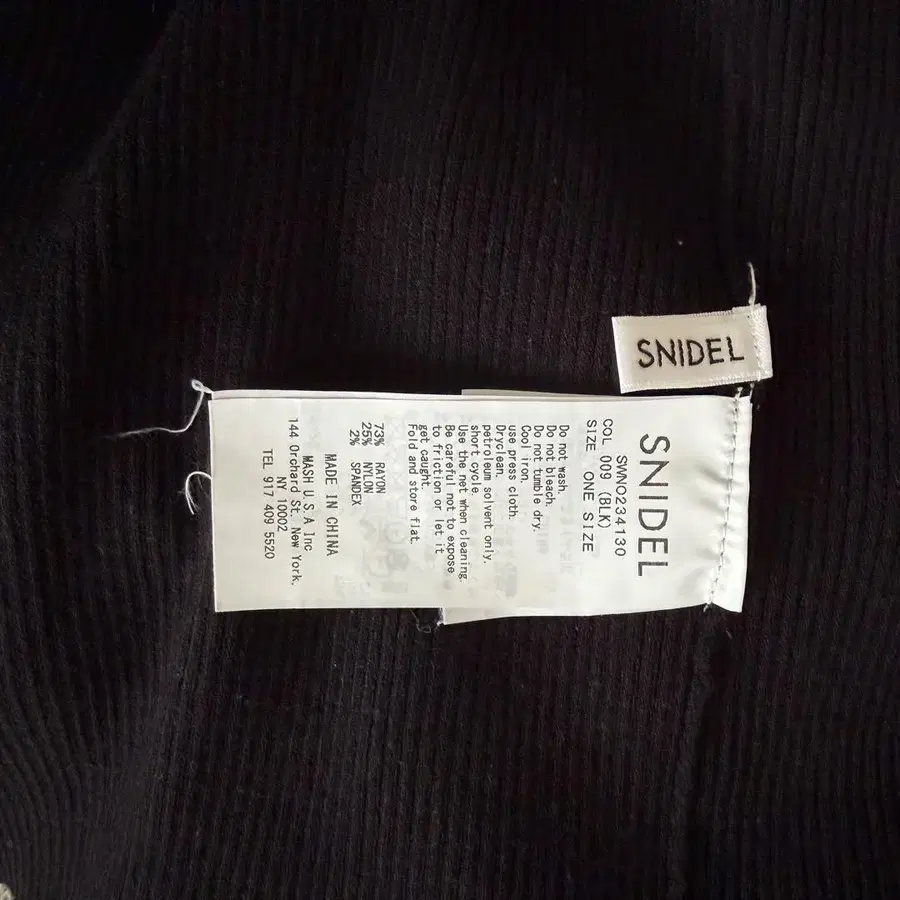 SNIDEL
SNIDEL
SWNO234130
COL 009 (BLK)
SIZE ONE SIZE
Do not wash.
Do not bleach.
Do not tumble dry.
Cool iron.
use press cloth.
Dryclean.
petroleum solvent only.
short cycle.
Use the net when cleaning.
Be careful not to expose
to friction or let it
get caught.
Fold and store flat.
73% RAYON
25% NYLON
2% SPANDEX
MADE IN CHINA
MASH U.S.A Inc
144 Orchard St. New York.
NY 10002
TEL 917 409 5520